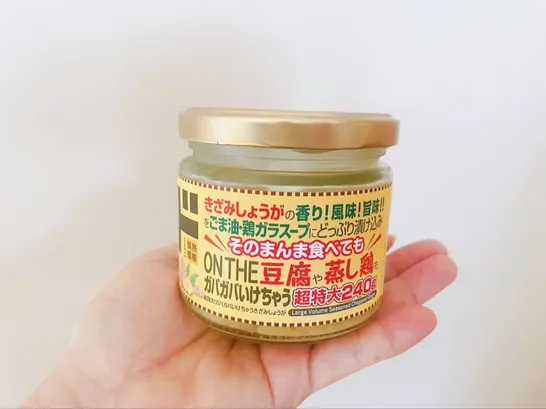 きざみしょうがの香り!風味!旨味!!
をごま油・鶏ガラスープにどっぷり漬け込み
そのまんま食べても
ON THE 豆腐や蒸し鶏も
ガバガバいけちゃう 超特大240g
Large Volume Seasoned Chopped Ginger